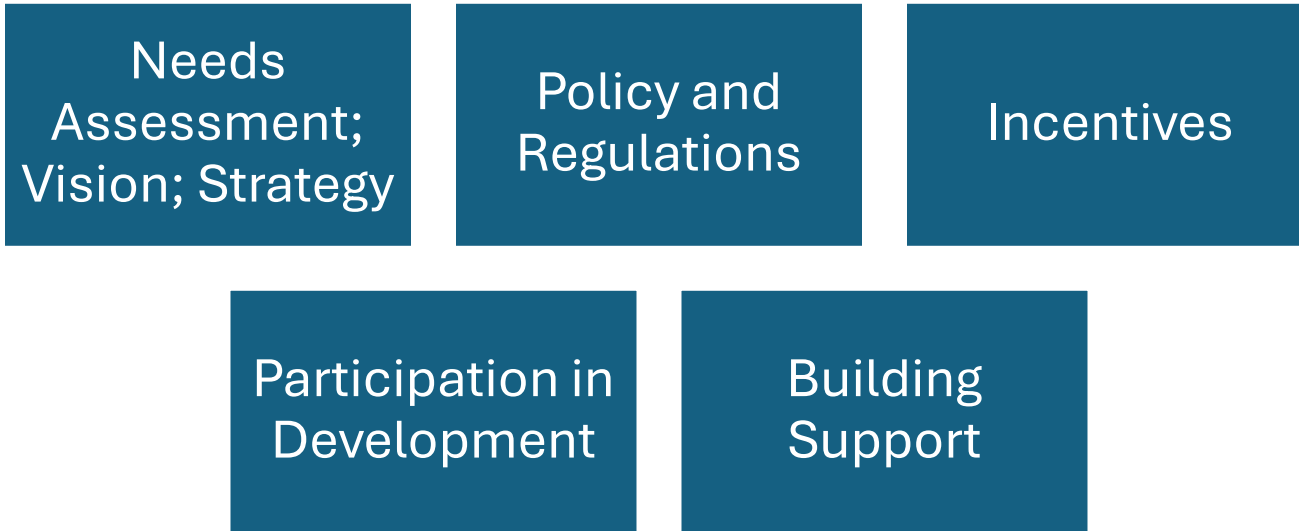 Needs
Assessment;
Vision; Strategy
Policy and
Regulations
Incentives
Participation in
Development
Building
Support